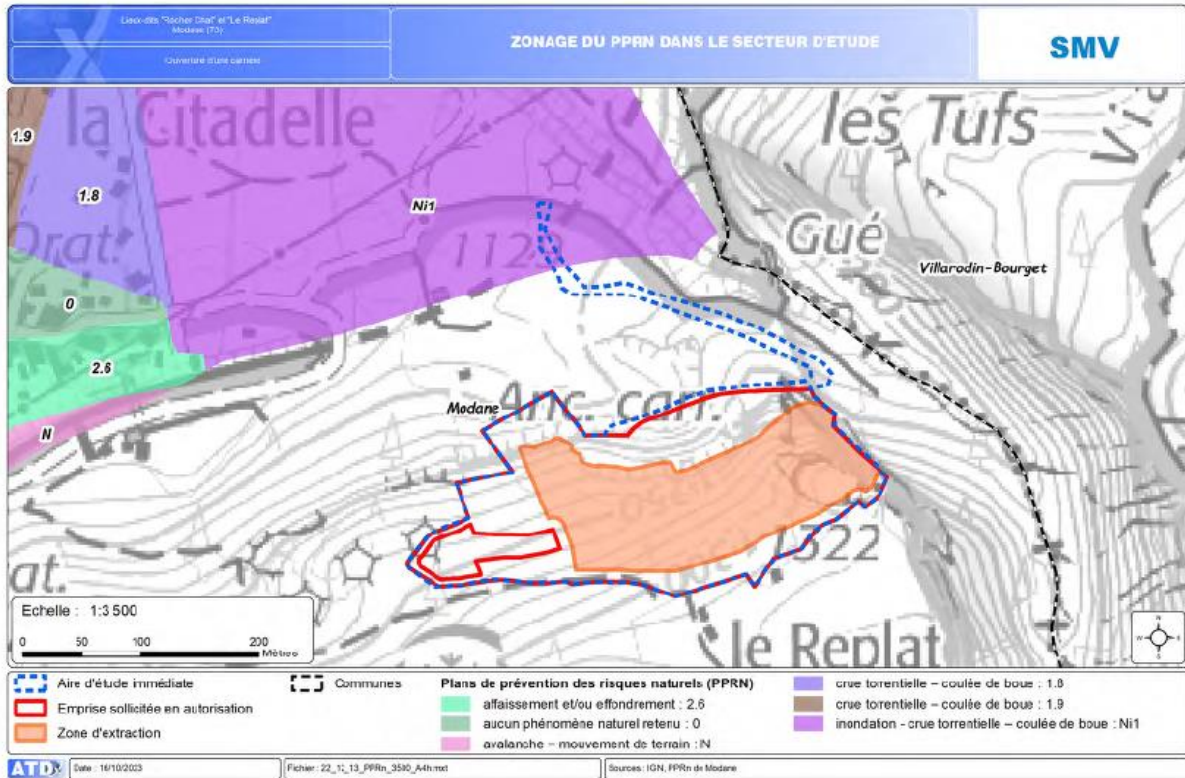 Lieux-dits "Rocher Diat" et "Le Replat"
Modane (73)
Ouverture d'une carrière
ZONAGE DU PPRN DANS LE SECTEUR D'ETUDE
SMV
la Citadelle
les Tufs
1.9
1.8
Ni1
Gué
Villarodin-Bourget
0
2.6
N
Modane
Anc. carr.
1322
le Replat
at.
Echelle : 1:3 500
0 50 100 200
Mètres
N
W E
S
Aire d'étude immédiate
Emprise sollicitée en autorisation
Zone d'extraction
Communes
Plans de prévention des risques naturels (PPRN)
affaissement et/ou effondrement : 2.6
aucun phénomène naturel retenu : 0
avalanche – mouvement de terrain : N
crue torrentielle – coulée de boue : 1.8
crue torrentielle – coulée de boue : 1.9
inondation - crue torrentielle – coulée de boue : Ni1
ATDx
Date : 16/10/2023
Sources : IGN, PPRn de Modane